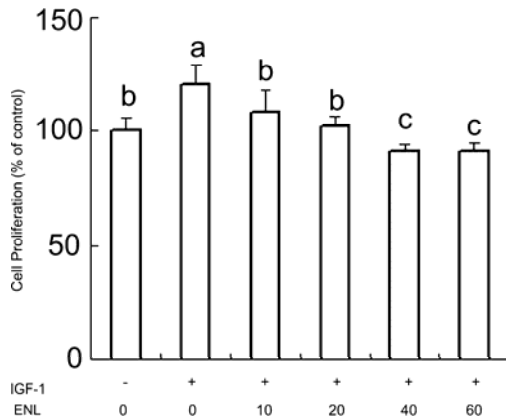 150
100
50
0
Cell Proliferation (% of control)
b
a
b
b
c
c
IGF-1 - + + + + +
ENL 0 0 10 20 40 60